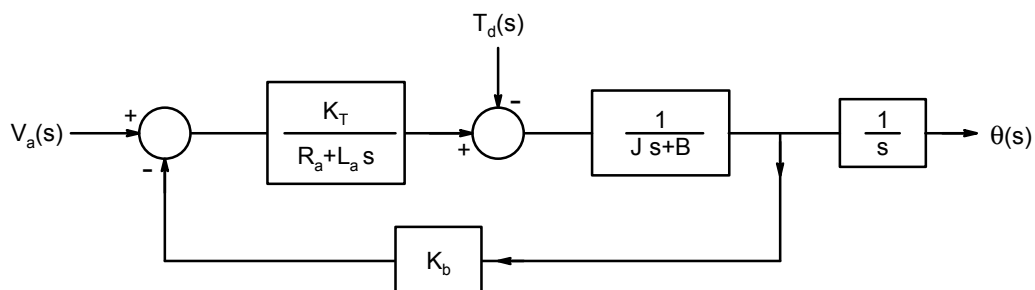 T_d(s)
V_a(s)
+
-
K_T
R_a+L_a s
+
-
1
J s+B
1
s
θ(s)
K_b